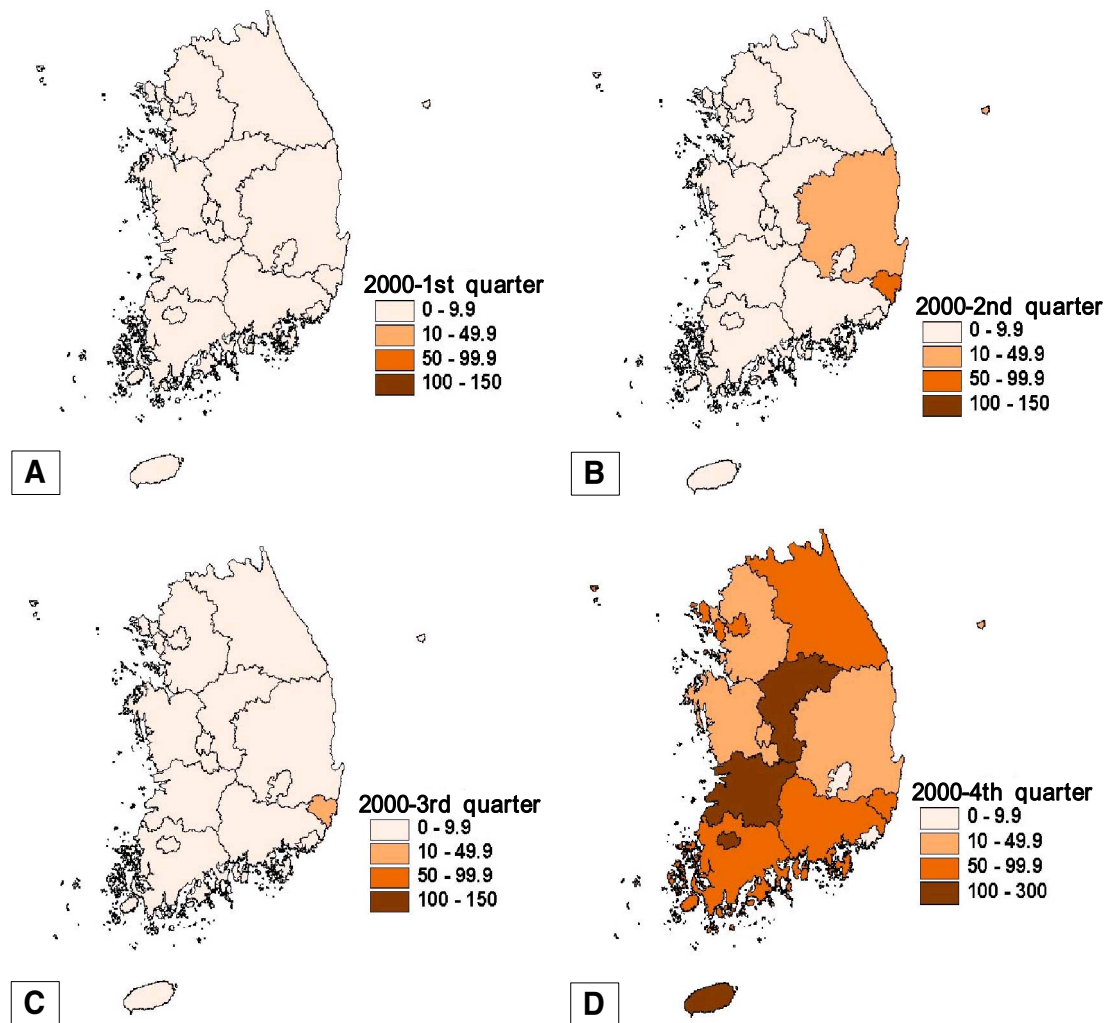 2000-1st quarter
0 - 9.9
10 - 49.9
50 - 99.9
100 - 150
A
2000-2nd quarter
0 - 9.9
10 - 49.9
50 - 99.9
100 - 150
B
2000-3rd quarter
0 - 9.9
10 - 49.9
50 - 99.9
100 - 150
C
2000-4th quarter
0 - 9.9
10 - 49.9
50 - 99.9
100 - 300
D